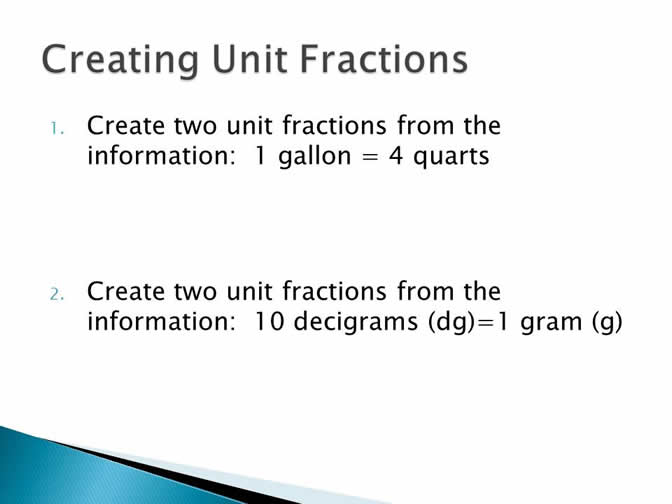 Creating Unit Fractions
1. Create two unit fractions from the
information: 1 gallon = 4 quarts
2. Create two unit fractions from the
information: 10 decigrams (dg)=1 gram (g)